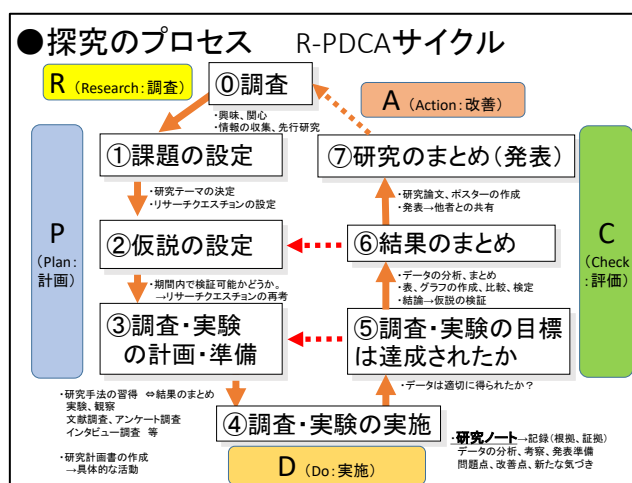 ●探究のプロセス R-PDCAサイクル
R (Research:調査)
⓪調査
A (Action:改善)
・興味、関心
・情報の収集、先行研究
①課題の設定
⑦研究のまとめ(発表)
・研究テーマの決定
・リサーチクエスチョンの設定
・研究論文、ポスターの作成
・発表→他者との共有
P
(Plan:
計画)
C
(Check
:評価)
②仮説の設定
⑥結果のまとめ
・期間内で検証可能かどうか。
→リサーチクエスチョンの再考
・データの分析、まとめ
・表、グラフの作成、比較、検定
・結論→仮説の検証
③調査・実験
の計画・準備
⑤調査・実験の目標
は達成されたか
・研究手法の習得 ⇔結果のまとめ
実験、観察
文献調査、アンケート調査
インタビュー調査 等
・データは適切に得られたか?
④調査・実験の実施
・研究計画書の作成
→具体的な活動
D (Do:実施)
・研究ノート→記録(根拠、証拠)
データの分析、考察、発表準備
問題点、改善点、新たな気づき